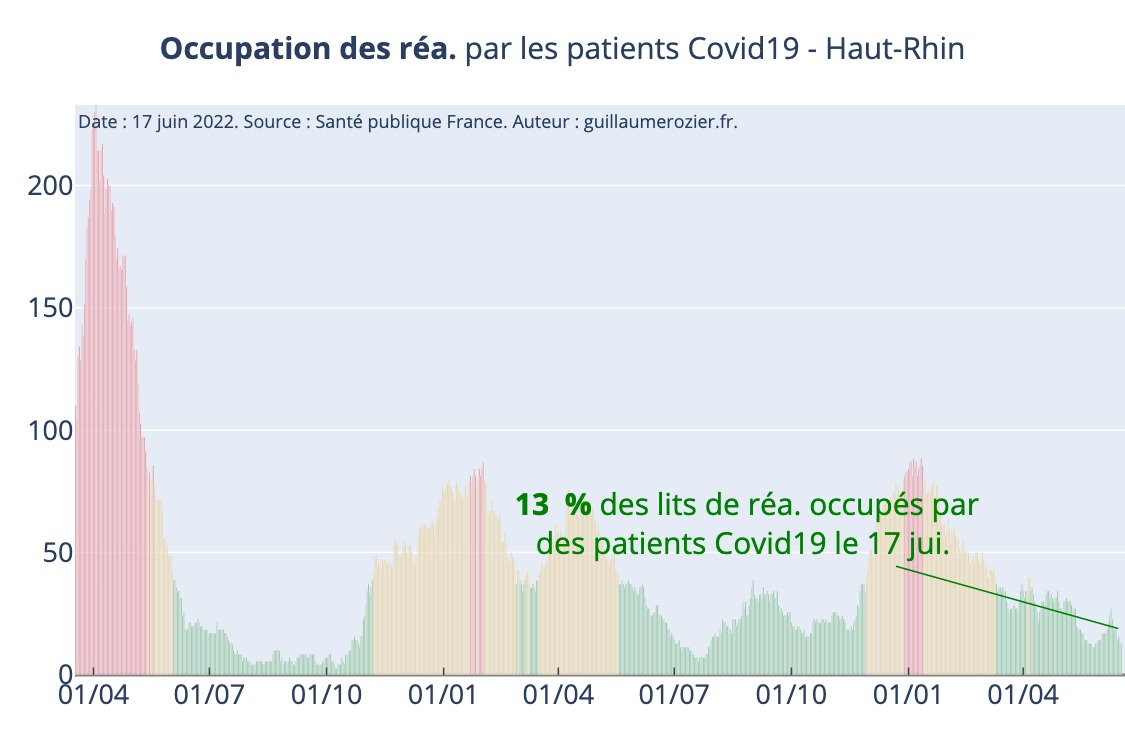 Occupation des réa. par les patients Covid19 - Haut-Rhin
Date : 17 juin 2022. Source : Santé publique France. Auteur : guillaumerozier.fr.
200
150
100
50
0
13 % des lits de réa. occupés par
des patients Covid19 le 17 jui.
01/04 01/07 01/10 01/01 01/04 01/07 01/10 01/01 01/04